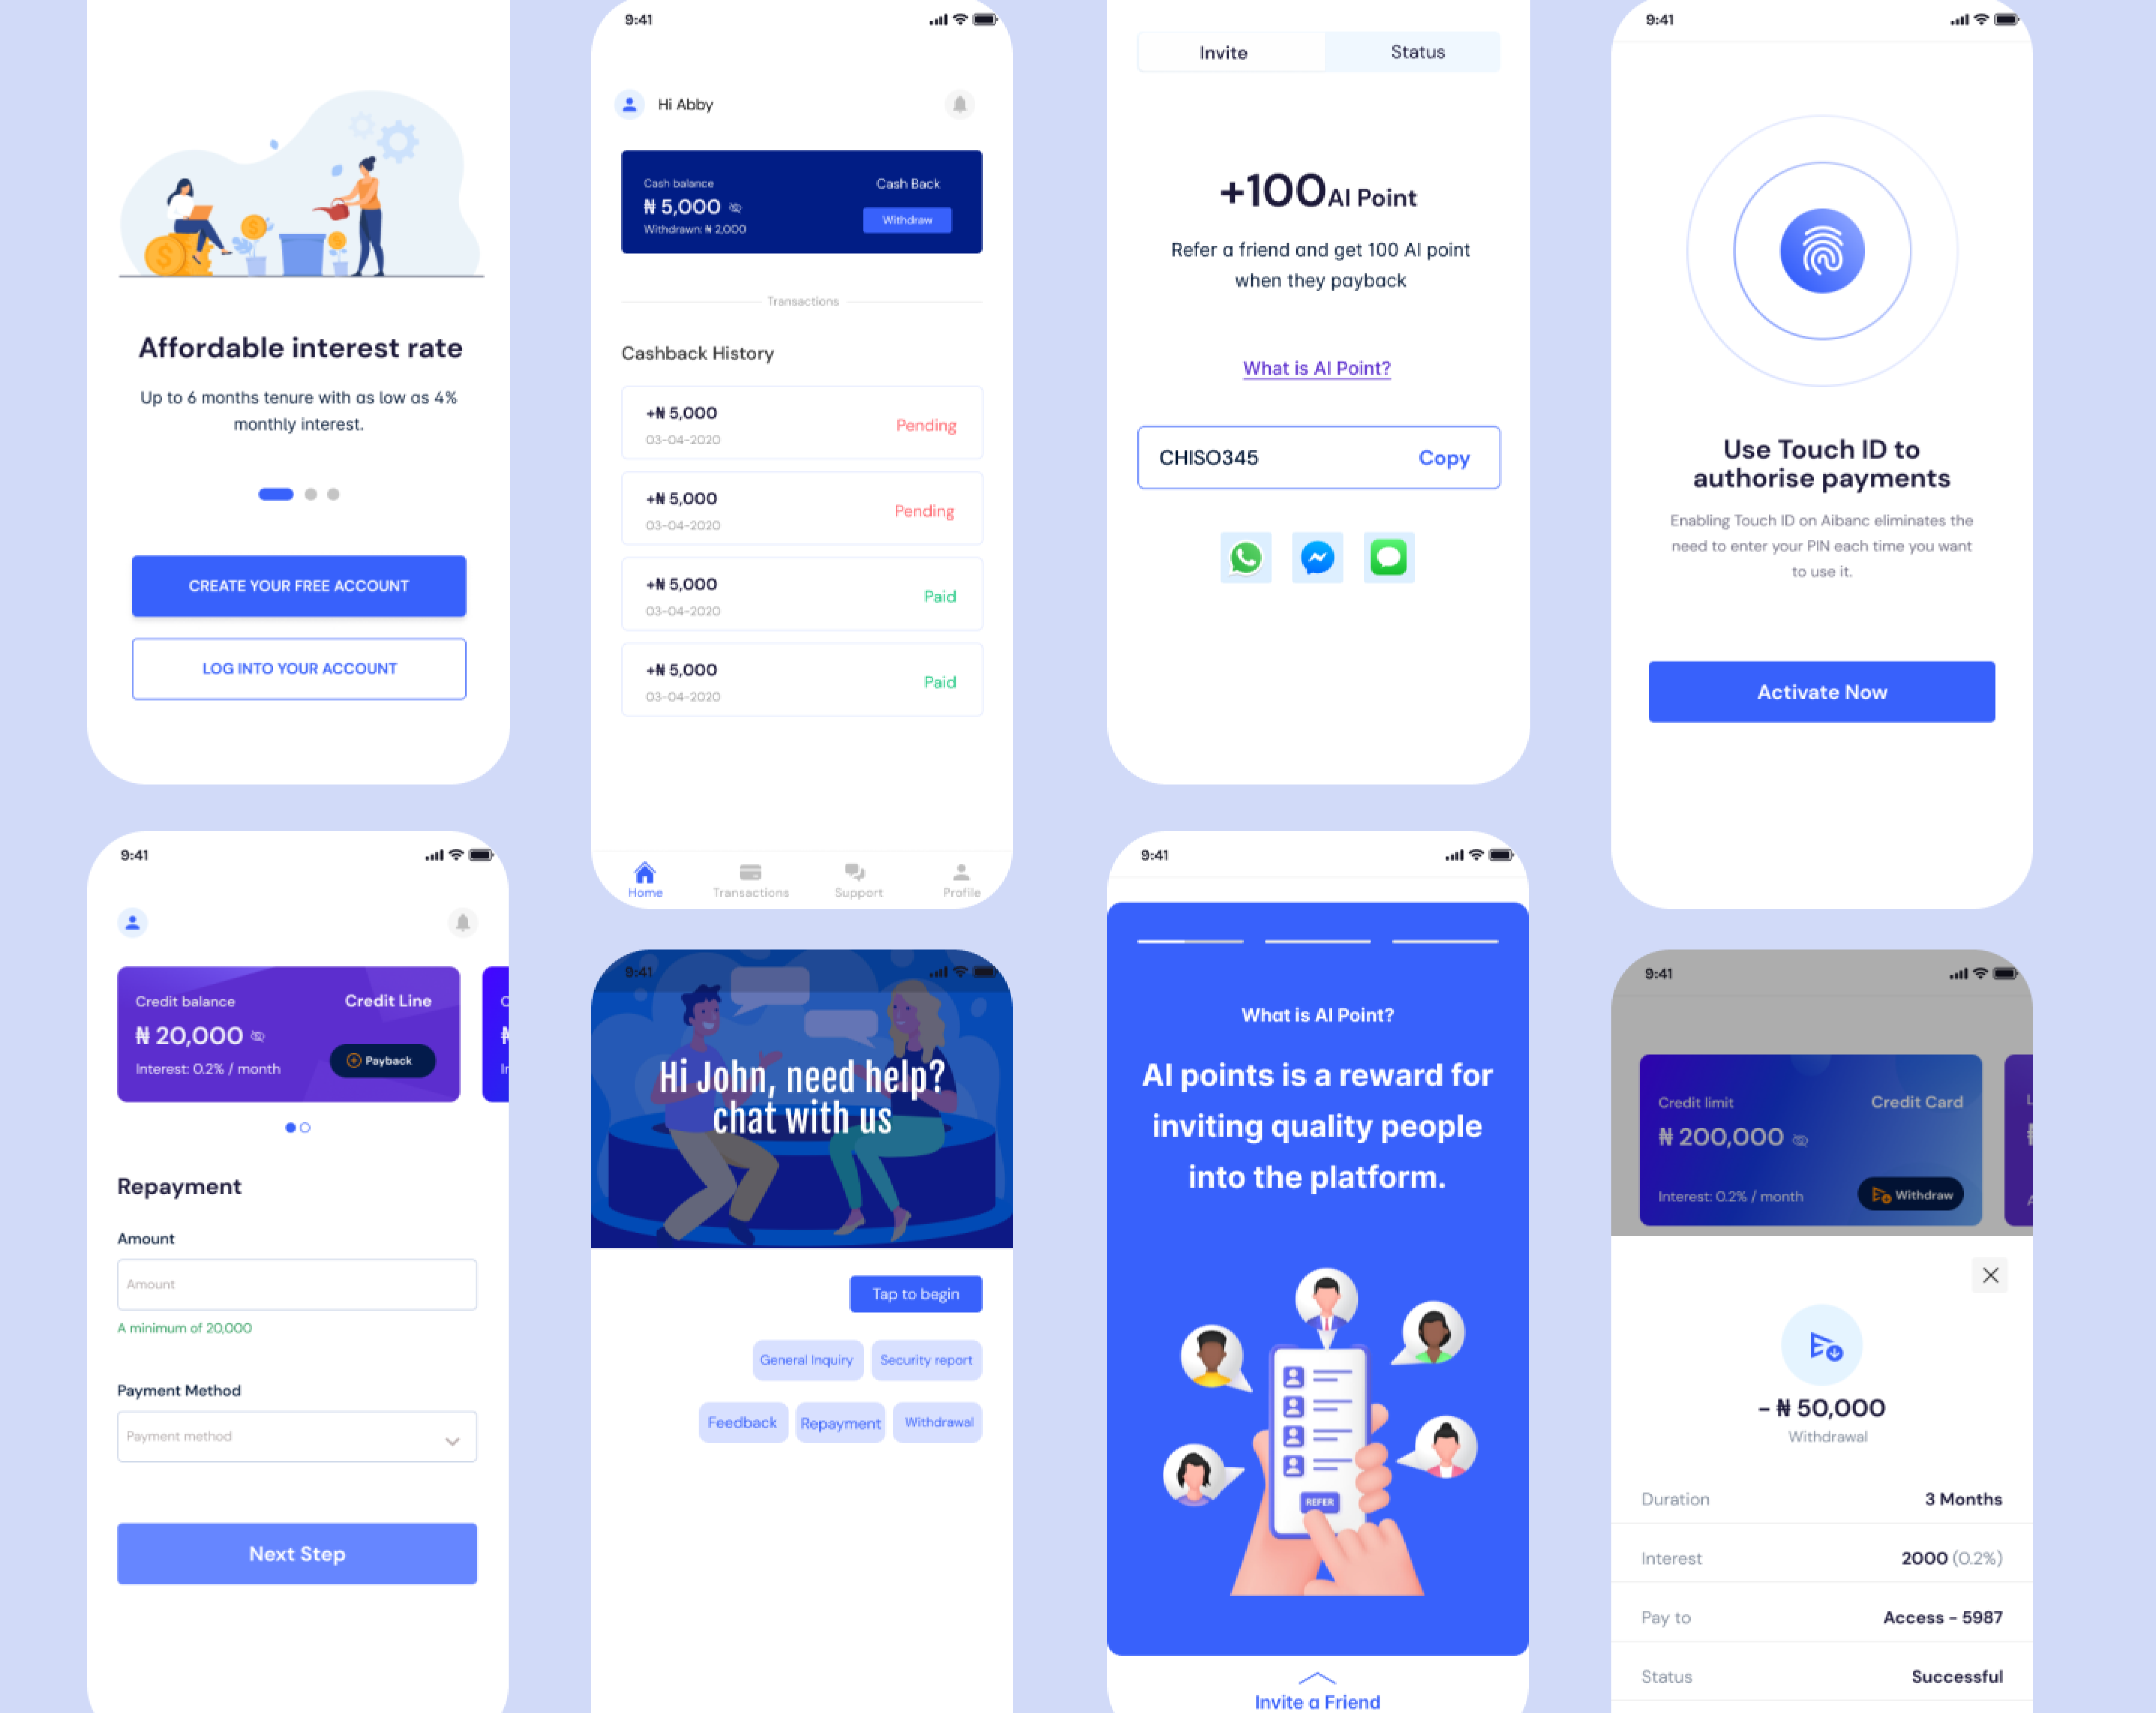 Affordable interest rate
Up to 6 months tenure with as low as 4%
monthly interest.
CREATE YOUR FREE ACCOUNT
LOG INTO YOUR ACCOUNT
9:41
Hi Abby
Cash balance
Cash Back
₦ 5,000
Withdraw
Withdrawn: ₦ 2,000
Transactions
Cashback History
+₦ 5,000
03-04-2020
Pending
+₦ 5,000
03-04-2020
Pending
+₦ 5,000
03-04-2020
Paid
+₦ 5,000
03-04-2020
Paid
Home
Transactions
Support
Profile
Invite
Status
+100 AI Point
Refer a friend and get 100 AI point
when they payback
What is AI Point?
CHISO345
Copy
9:41
Use Touch ID to
authorise payments
Enabling Touch ID on Aibanc eliminates the
need to enter your PIN each time you want
to use it.
Activate Now
9:41
Credit balance
Credit Line
₦ 20,000
Payback
Interest: 0.2% / month
Repayment
Amount
Amount
A minimum of 20,000
Payment Method
Payment method
Next Step
9:41
Hi John, need help?
chat with us
Tap to begin
General Inquiry
Security report
Feedback
Repayment
Withdrawal
9:41
What is AI Point?
AI points is a reward for
inviting quality people
into the platform.
REFER
Invite a Friend
9:41
Credit limit
Credit Card
₦ 200,000
Interest: 0.2% / month
Withdraw
- ₦ 50,000
Withdrawal
Duration
3 Months
Interest
2000 (0.2%)
Pay to
Access - 5987
Status
Successful